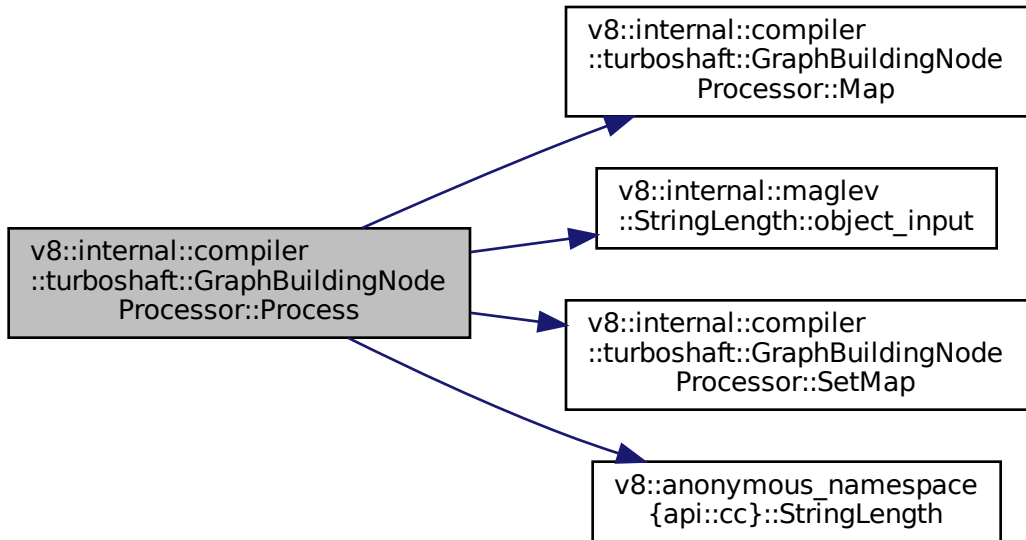 v8::internal::compiler
::turboshaft::GraphBuildingNode
Processor::Process
v8::internal::compiler
::turboshaft::GraphBuildingNode
Processor::Map
v8::internal::maglev
::StringLength::object_input
v8::internal::compiler
::turboshaft::GraphBuildingNode
Processor::SetMap
v8::anonymous_namespace
{api::cc}::StringLength